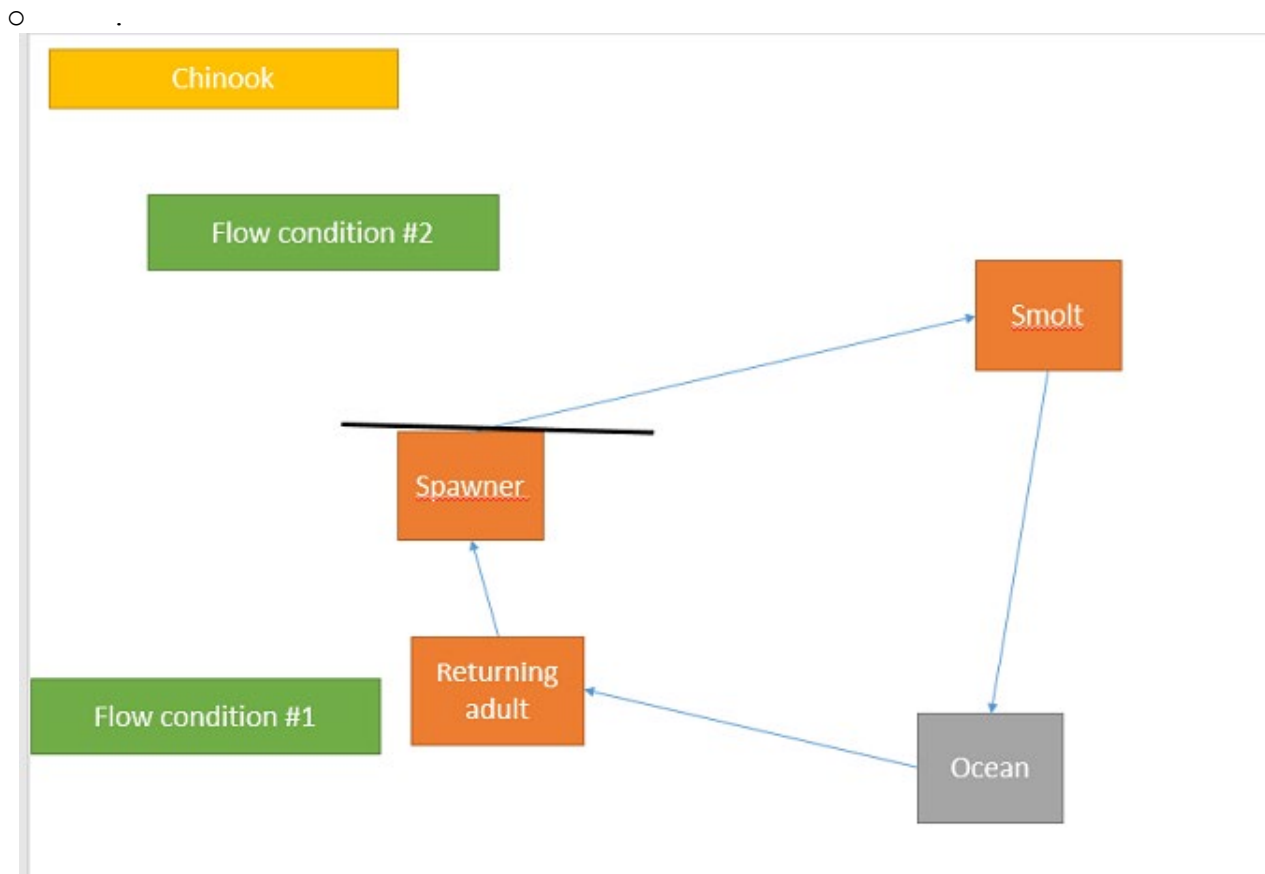 Chinook
Flow condition #2
Smolt
Spawner
Returning
adult
Flow condition #1
Ocean